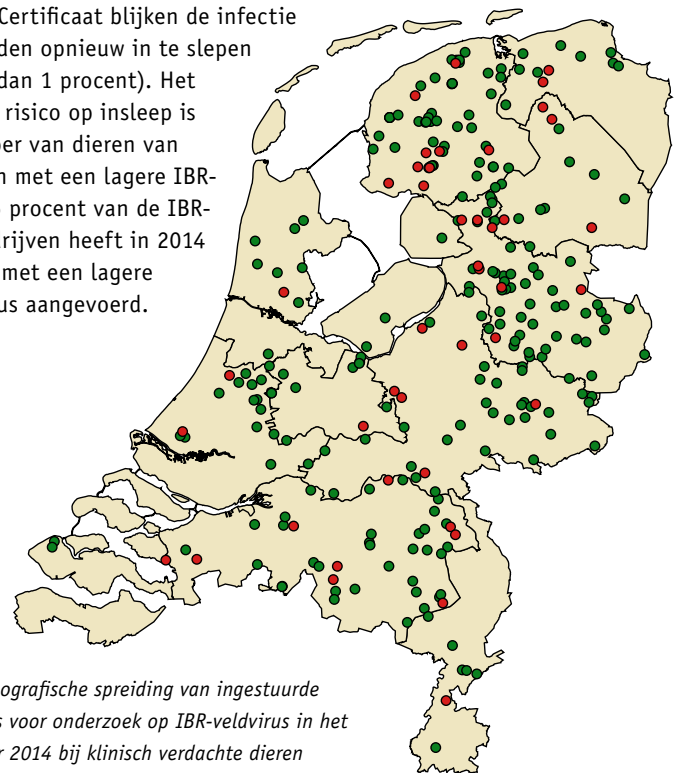 Certificaat blijken de infectie
den opnieuw in te slepen
dan 1 procent). Het
risico op insleep is
er van dieren van
met een lagere IBR-
procent van de IBR-
rijven heeft in 2014
met een lagere
us aangevoerd.
ografische spreiding van ingestuurde
s voor onderzoek op IBR-veldvirus in het
r 2014 bij klinisch verdachte dieren